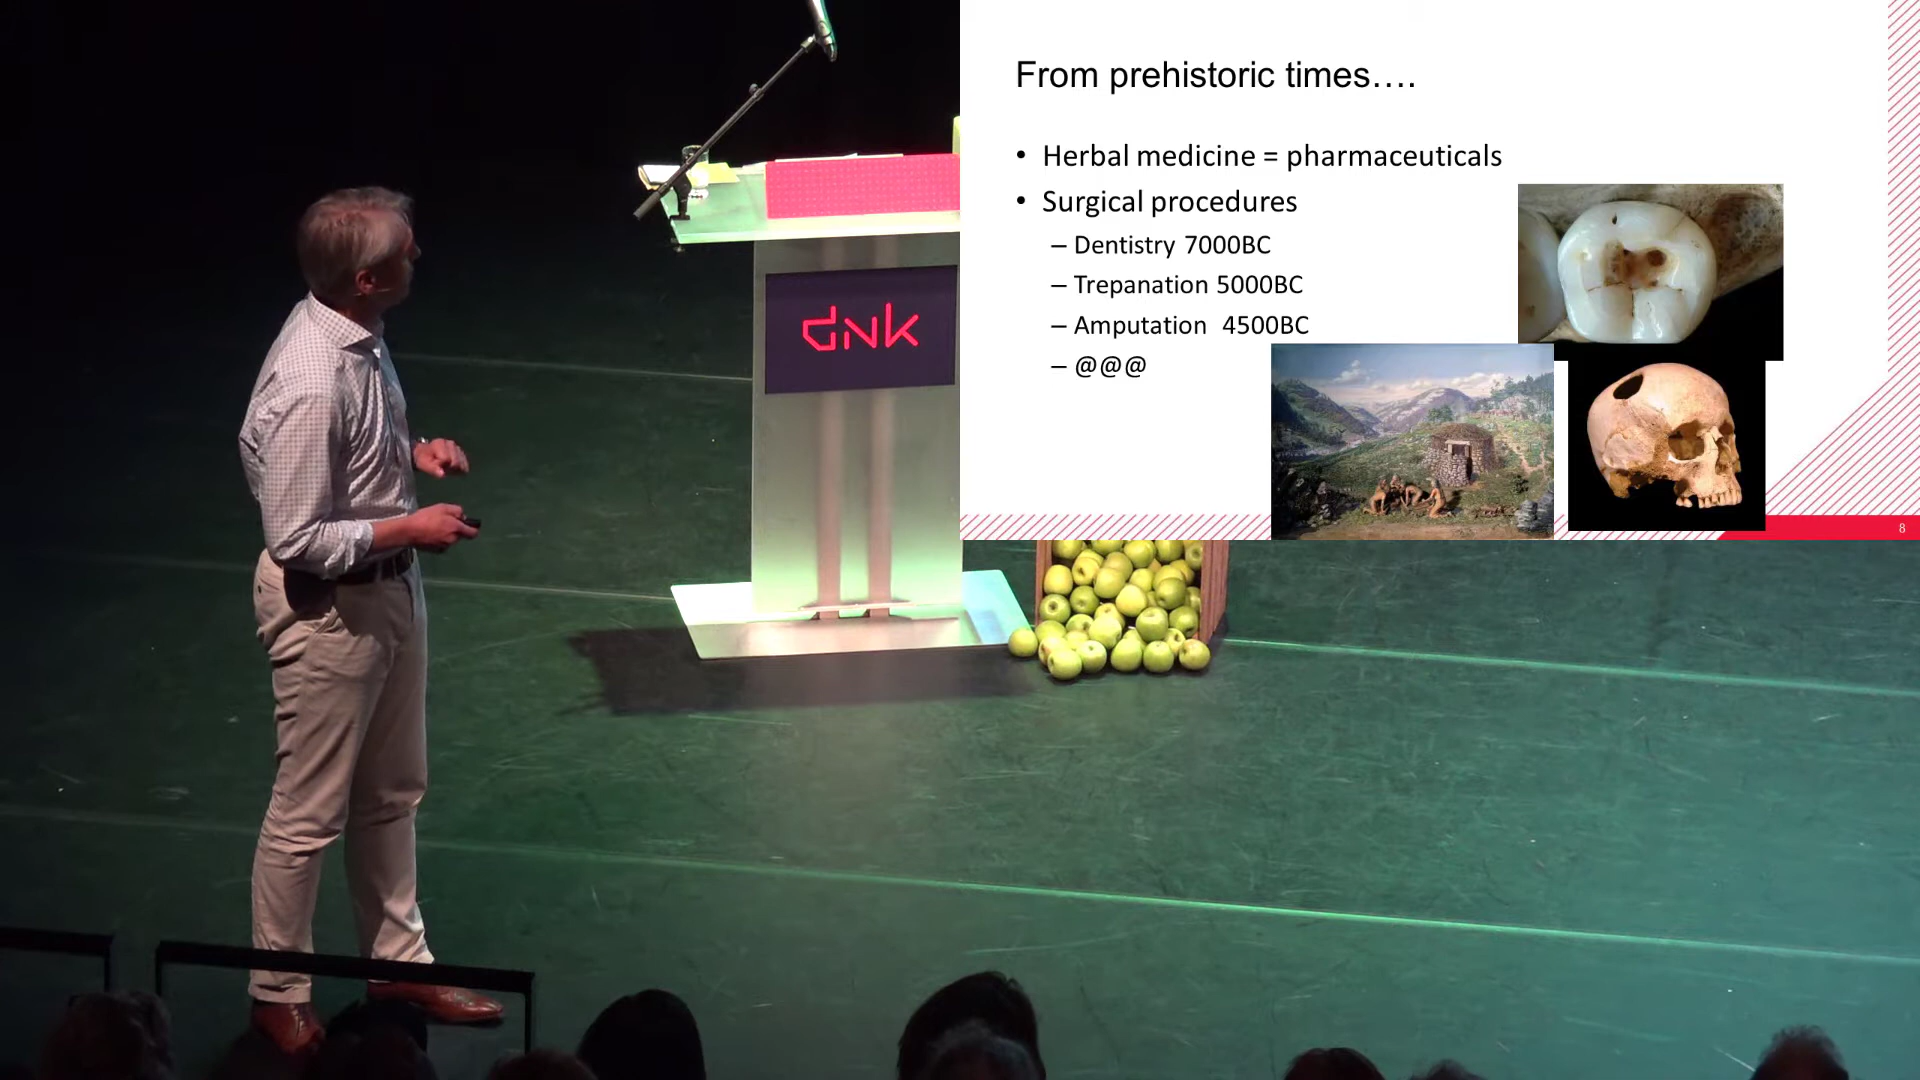 From prehistoric times....
• Herbal medicine = pharmaceuticals
• Surgical procedures
– Dentistry 7000BC
– Trepanation 5000BC
– Amputation 4500BC
– @@@
8
dnk